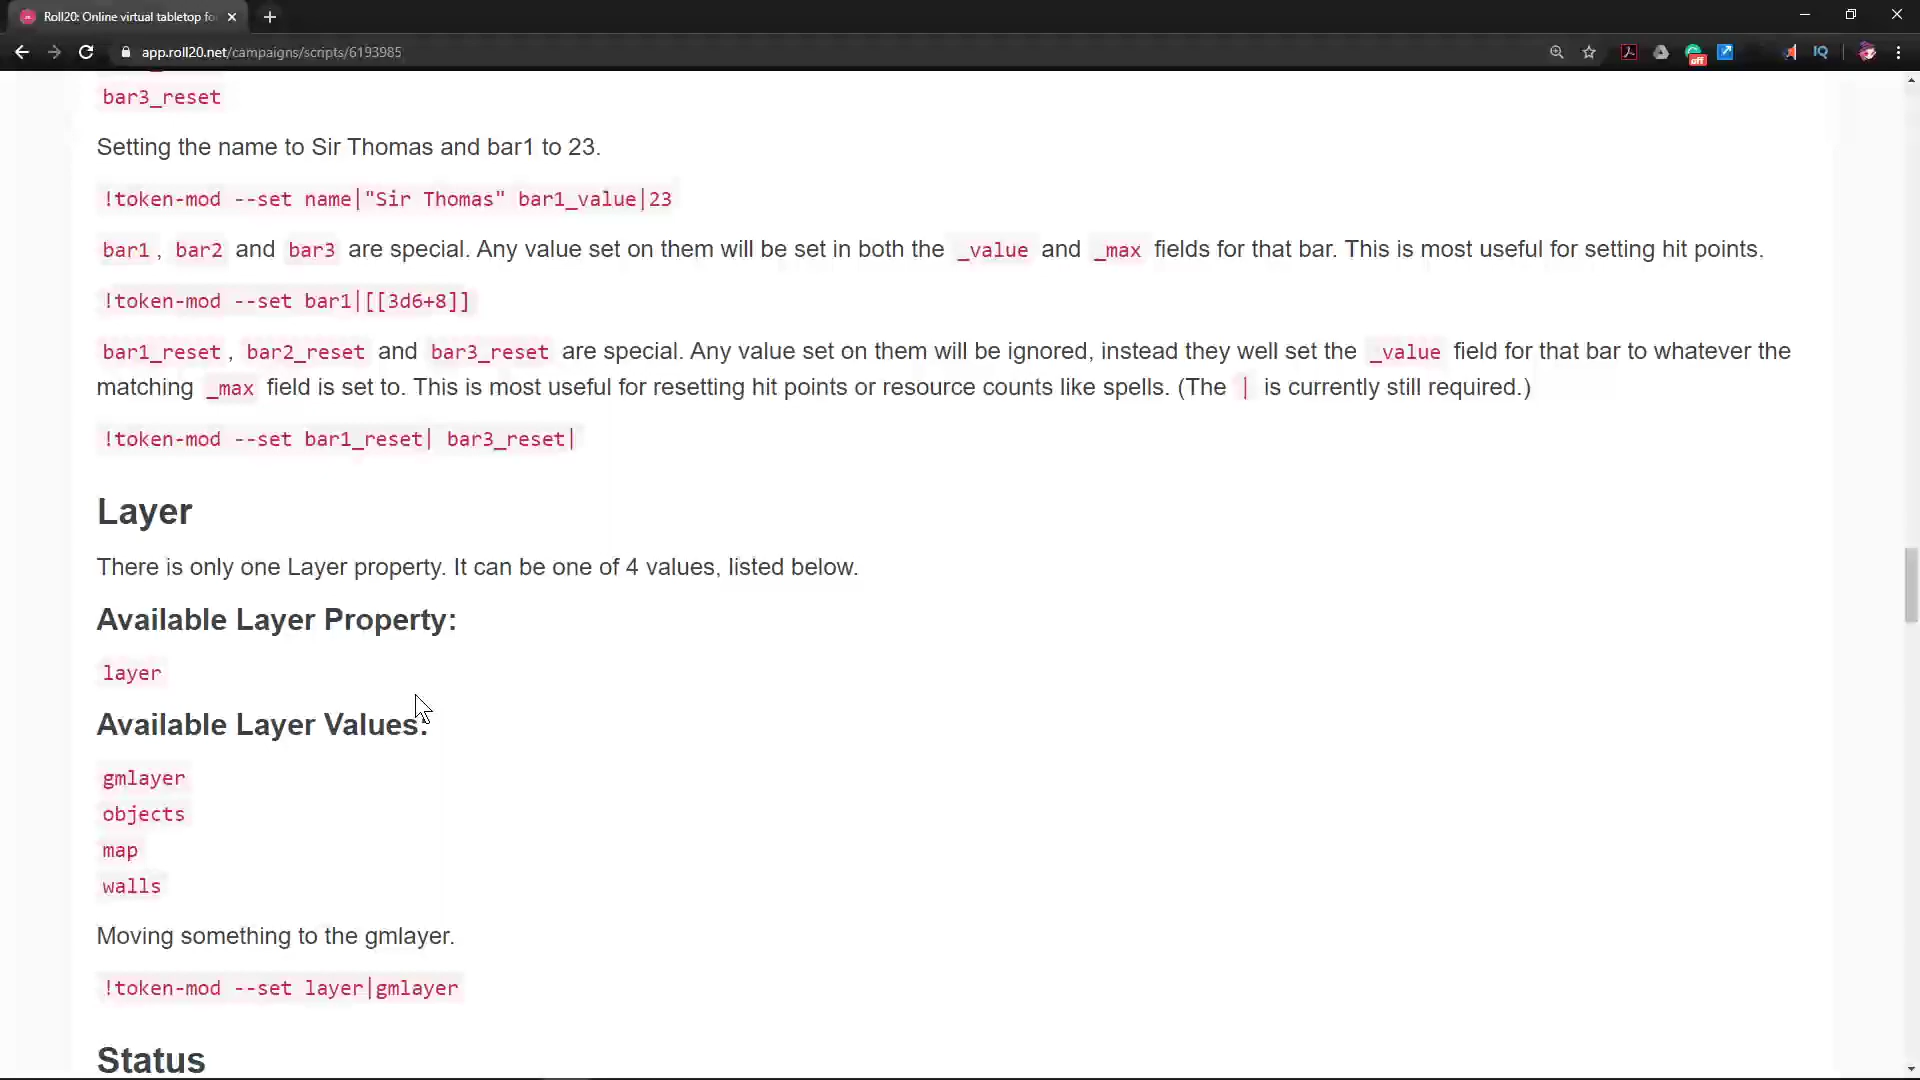 Roll20: Online virtual tabletop fo
app.roll20.net/campaigns/scripts/6193985
off
IQ
bar3_reset
Setting the name to Sir Thomas and bar1 to 23.
!token-mod --set name|"Sir Thomas" bar1_value|23
bar1 , bar2 and bar3 are special. Any value set on them will be set in both the _value and _max fields for that bar. This is most useful for setting hit points.
!token-mod --set bar1|[[3d6+8]]
bar1_reset , bar2_reset and bar3_reset are special. Any value set on them will be ignored, instead they well set the _value field for that bar to whatever the
matching _max field is set to. This is most useful for resetting hit points or resource counts like spells. (The | is currently still required.)
!token-mod --set bar1_reset| bar3_reset|
Layer
There is only one Layer property. It can be one of 4 values, listed below.
Available Layer Property:
layer
Available Layer Values:
gmlayer
objects
map
walls
Moving something to the gmlayer.
!token-mod --set layer|gmlayer
Status